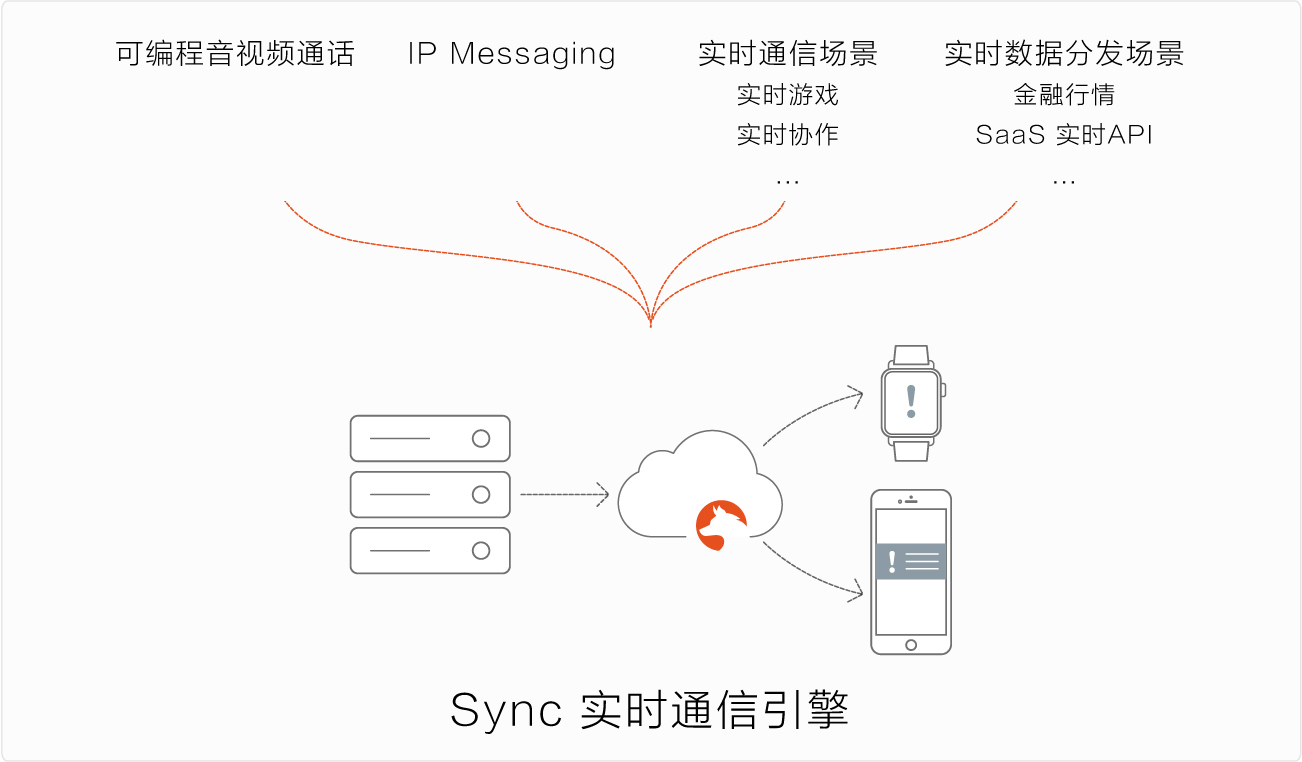 可编程音视频通话
IP Messaging
实时通信场景
实时游戏
实时协作
...
实时数据分发场景
金融行情
SaaS 实时API
...
Sync 实时通信引擎